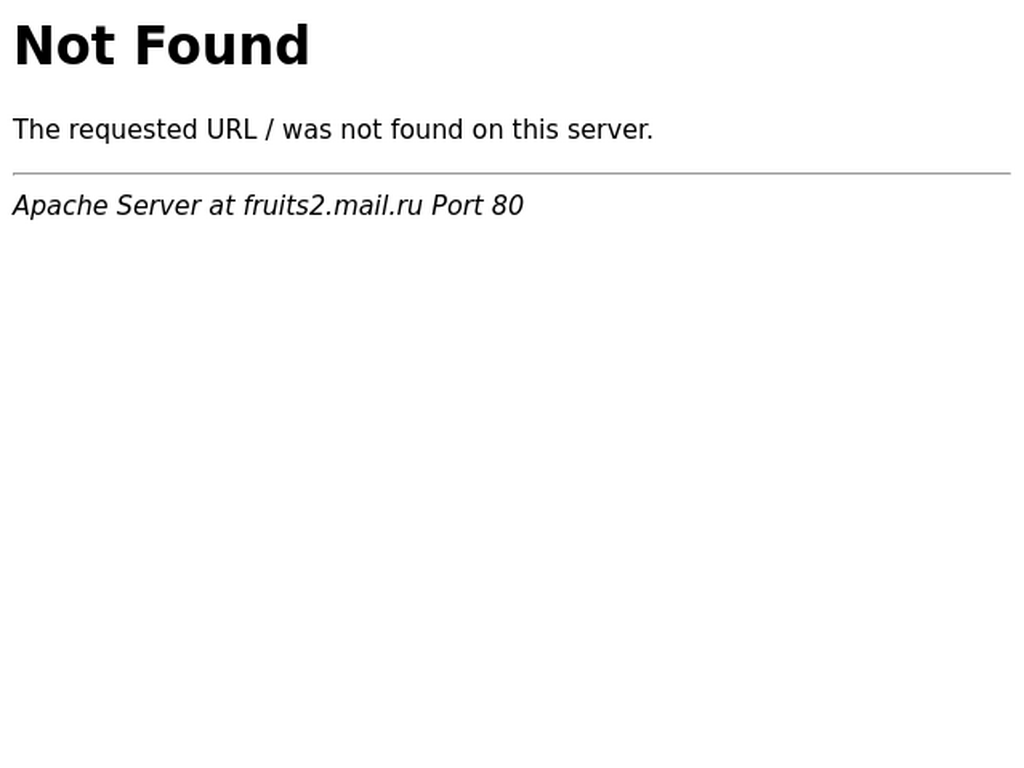 Not Found
The requested URL / was not found on this server.
Apache Server at fruits2.mail.ru Port 80